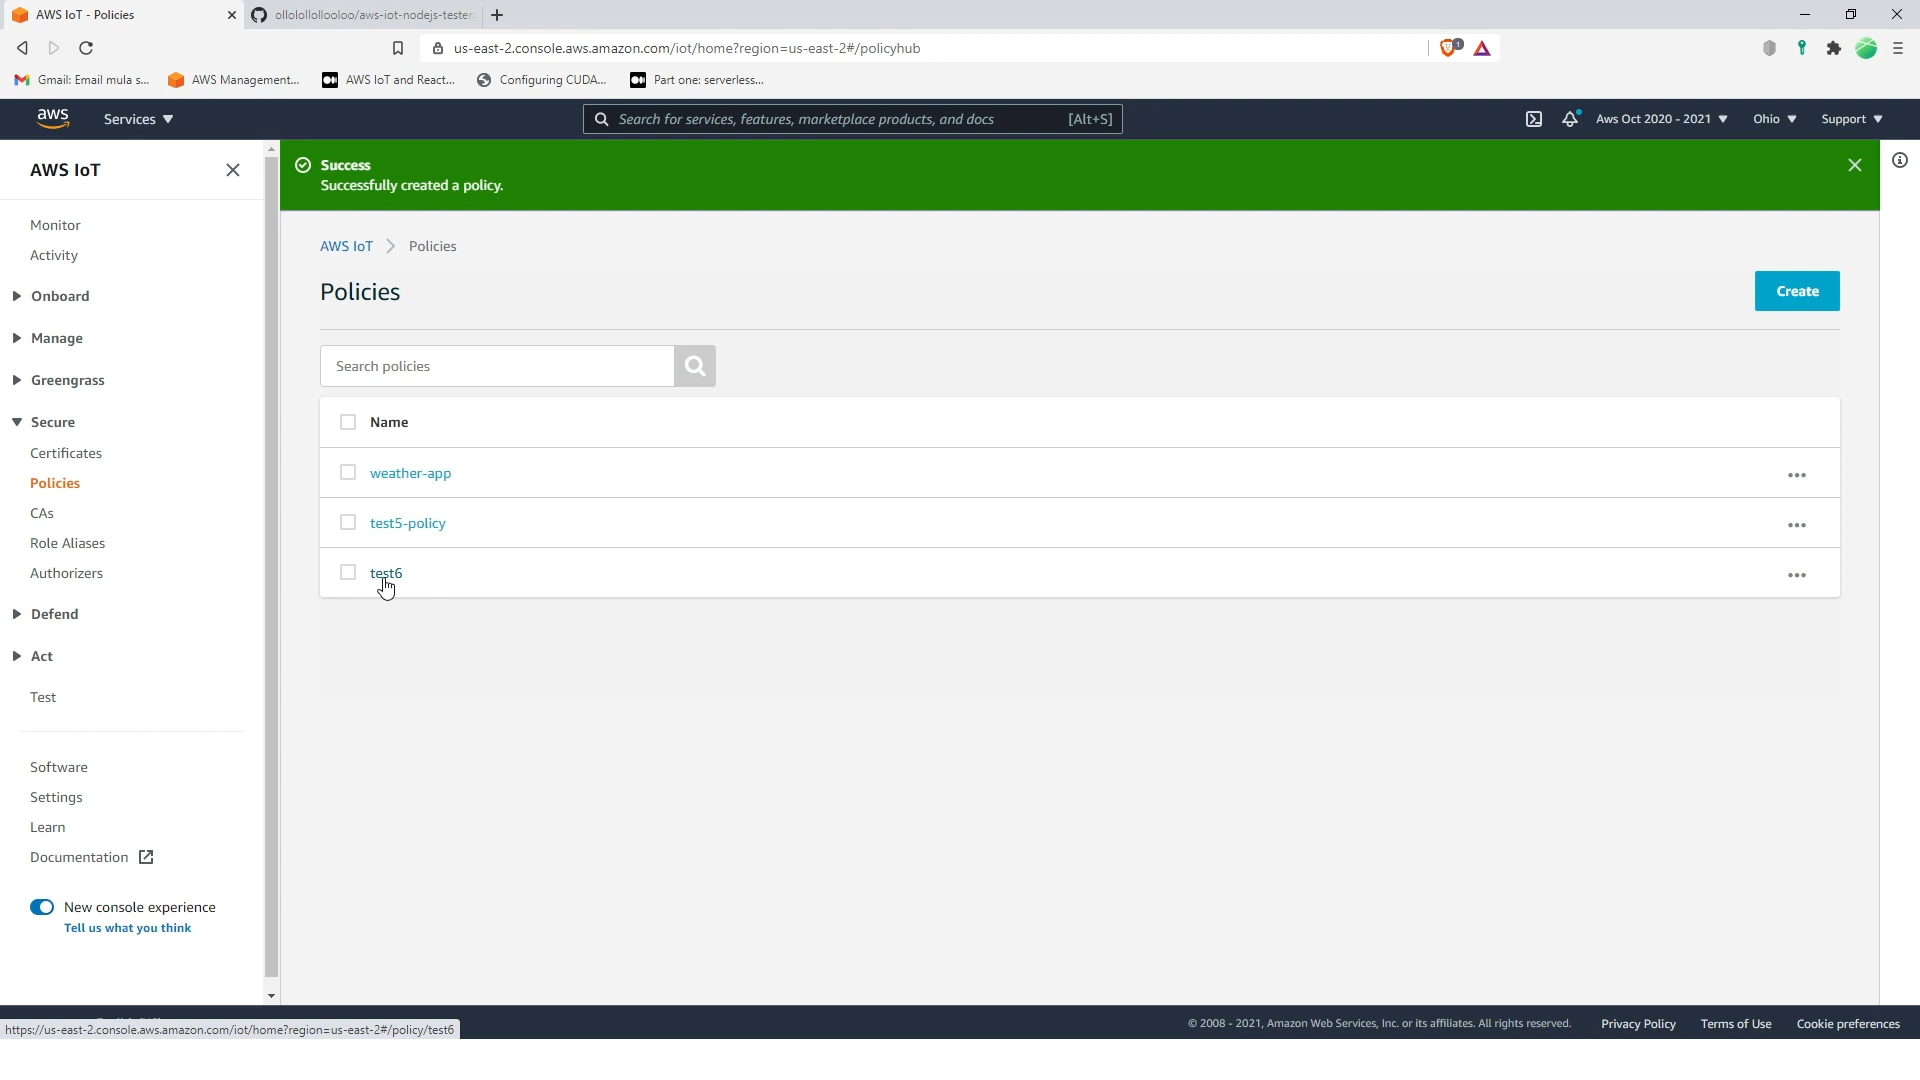 AWS IoT - Policies
ollolollollooloo/aws-iot-nodejs-tester
us-east-2.console.aws.amazon.com/iot/home?region=us-east-2#/policyhub
1
Gmail: Email mula s...
AWS Management...
AWS IoT and React...
Configuring CUDA...
Part one: serverless...
aws
Services
Search for services, features, marketplace products, and docs
[Alt+S]
Aws Oct 2020 - 2021
Ohio
Support
AWS IoT
Success
Successfully created a policy.
Monitor
Activity
Onboard
Manage
Greengrass
Secure
Certificates
Policies
CAs
Role Aliases
Authorizers
Defend
Act
Test
Software
Settings
Learn
Documentation
New console experience
Tell us what you think
AWS IoT
Policies
Policies
Create
Search policies
Name
weather-app
test5-policy
test6
https://us-east-2.console.aws.amazon.com/iot/home?region=us-east-2#/policy/test6
© 2008 - 2021, Amazon Web Services, Inc. or its affiliates. All rights reserved.
Privacy Policy
Terms of Use
Cookie preferences